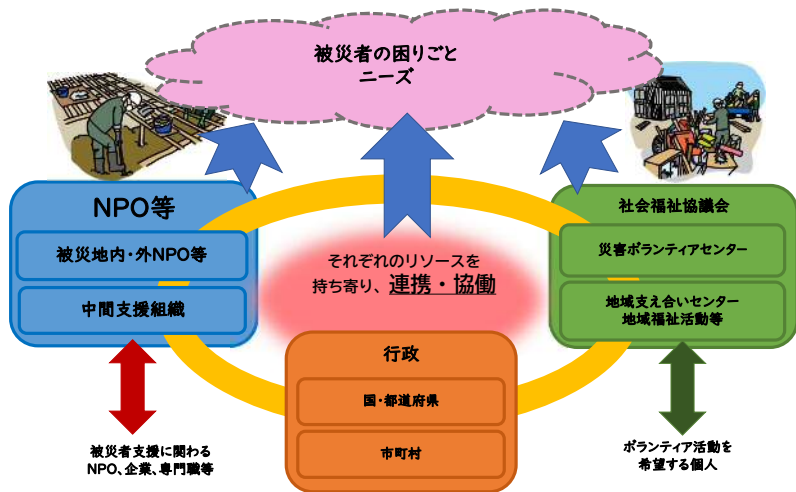 被災者の困りごと
ニーズ
NPO等
被災地内・外NPO等
中間支援組織
社会福祉協議会
災害ボランティアセンター
地域支え合いセンター
地域福祉活動等
それぞれのリソースを
持ち寄り、連携・協働
行政
国・都道府県
市町村
被災者支援に関わる
NPO、企業、専門職等
ボランティア活動を
希望する個人